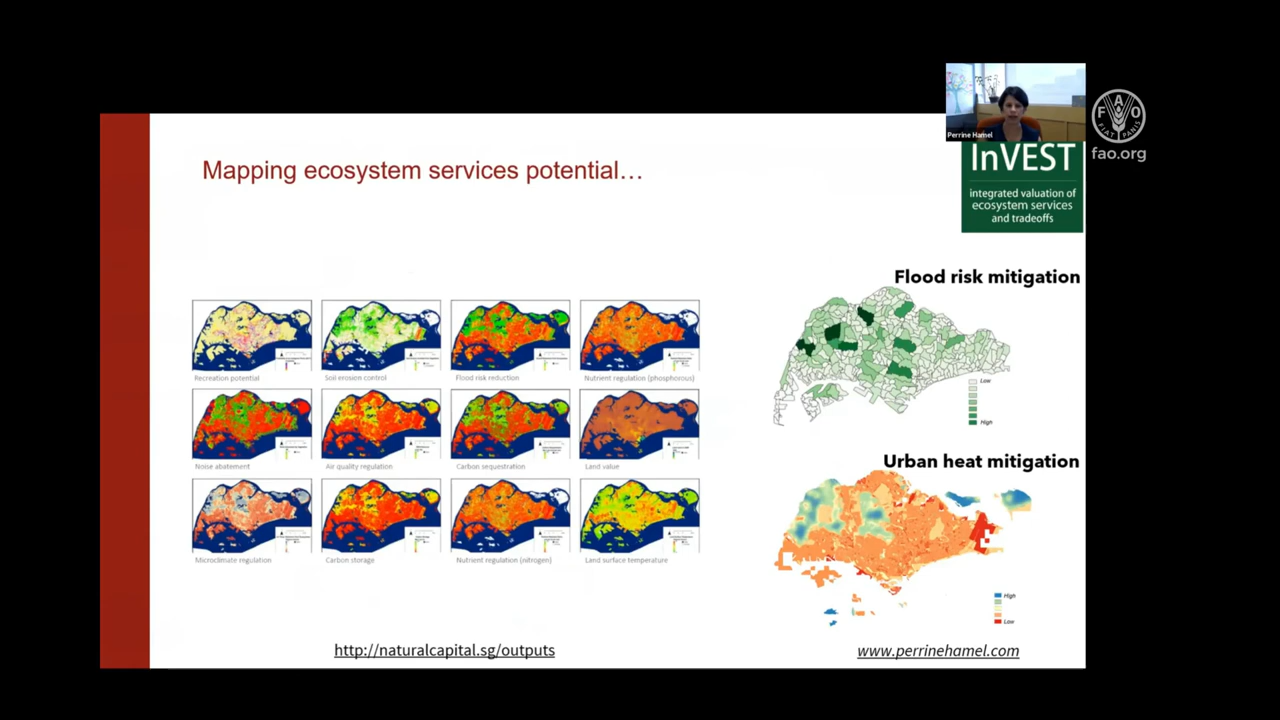 Perrine Hamel
F A O
FIAT PANIS
fao.org
InVEST
integrated valuation of
ecosystem services
and tradeoffs
Mapping ecosystem services potential…
Flood risk mitigation
Low
High
Recreation potential
Soil erosion control
Flood risk reduction
Nutrient regulation (phosphorous)
Noise abatement
Air quality regulation
Carbon sequestration
Land value
Urban heat mitigation
Microclimate regulation
Carbon storage
Nutrient regulation (nitrogen)
Land surface temperature
High
Low
http://naturalcapital.sg/outputs
www.perrinehamel.com